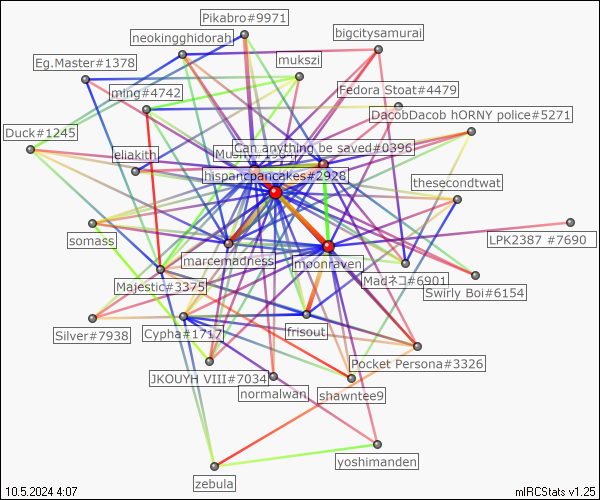 Pikabro#9971
neokingghidorah
bigcitysamurai
Eg.Master#1378
mukszi
ming#4742
Fedora Stoat#4479
DacobDacob hORNY police#5271
Duck#1245
Can anything be saved#0396
eliakith
hispanicpancakes#2928
thesecondtwat
somass
LPK2387 #7690
marcemadness
moonraven
Majestic#3375
Madネコ#6901
Swirly Boi#6154
Silver#7938
Cypha#1717
frisout
Pocket Persona#3326
JKOUYH VIII#7034
normalwan
shawntee9
yoshimanden
zebula
10.5.2024 4:07
mIRCStats v1.25